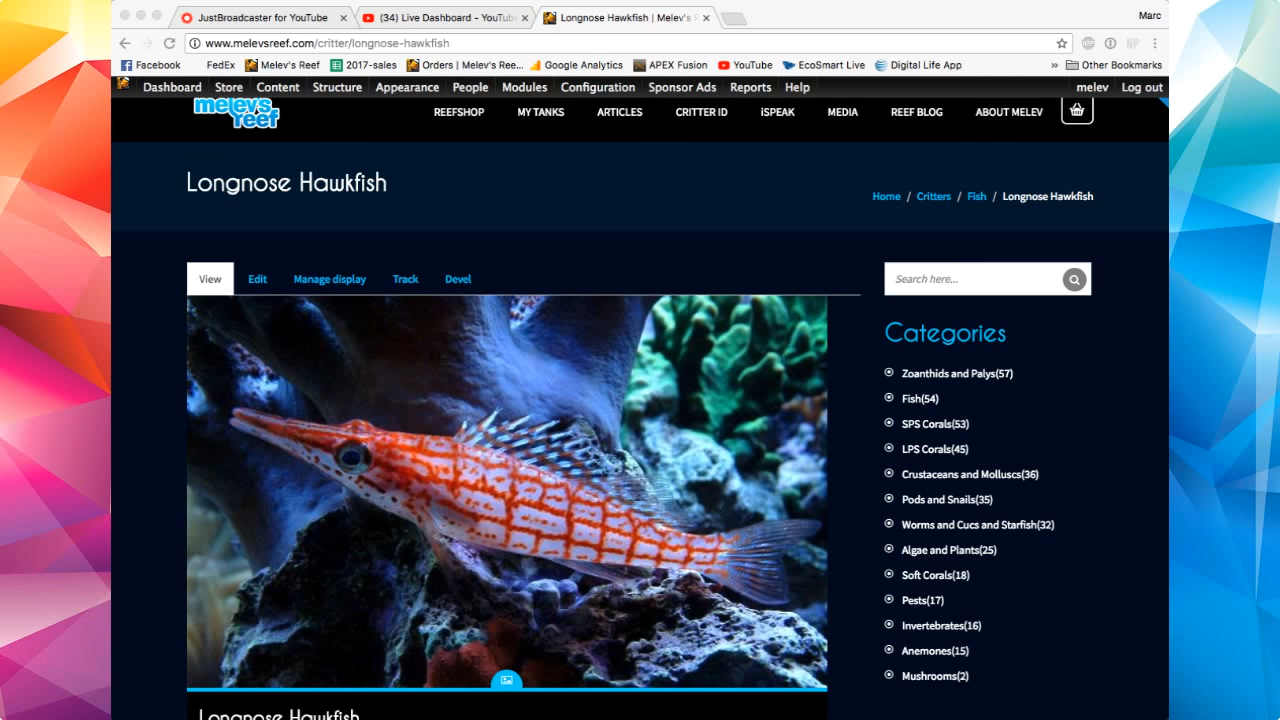 JustBroadcaster for YouTube
(34) Live Dashboard - YouTube
Longnose Hawkfish | Melev's R
Marc
www.melevsreef.com/critter/longnose-hawkfish
NP
Facebook FedEx Melev's Reef 2017-sales Orders | Melev's Ree... Google Analytics APEX Fusion YouTube EcoSmart Live Digital Life App » Other Bookmarks
Dashboard Store Content Structure Appearance People Modules Configuration Sponsor Ads Reports Help melev Log out
melev's
reef
REEFSHOP MY TANKS ARTICLES CRITTER ID iSPEAK MEDIA REEF BLOG ABOUT MELEV
Longnose Hawkfish
Home / Critters / Fish / Longnose Hawkfish
View Edit Manage display Track Devel
Search here...
Categories
Zoanthids and Palys(57)
Fish(54)
SPS Corals(53)
LPS Corals(45)
Crustaceans and Molluscs(36)
Pods and Snails(35)
Worms and Cucs and Starfish(32)
Algae and Plants(25)
Soft Corals(18)
Pests(17)
Invertebrates(16)
Anemones(15)
Mushrooms(2)
Longnose Hawkfish